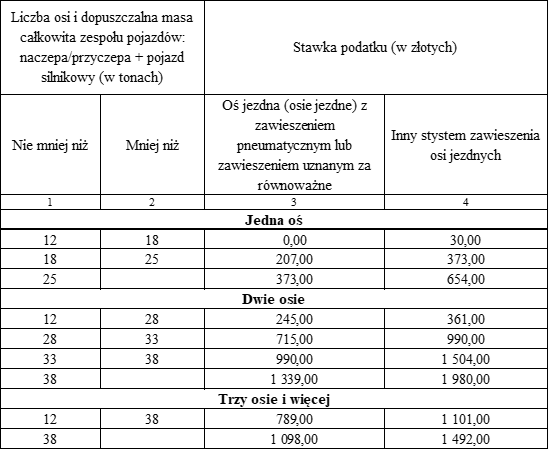 Liczba osi i dopuszczalna masa
całkowita zespołu pojazdów:
naczepa/przyczepa + pojazd
silnikowy (w tonach)
Stawka podatku (w złotych)
Nie mniej niż
Mniej niż
Oś jezdna (osie jezdne) z
zawieszeniem
pneumatycznym lub
zawieszeniem uznanym za
równoważne
Inny stystem zawieszenia
osi jezdnych
1 2 3 4
Jedna oś
12 18 0,00 30,00
18 25 207,00 373,00
25 373,00 654,00
Dwie osie
12 28 245,00 361,00
28 33 715,00 990,00
33 38 990,00 1 504,00
38 1 339,00 1 980,00
Trzy osie i więcej
12 38 789,00 1 101,00
38 1 098,00 1 492,00